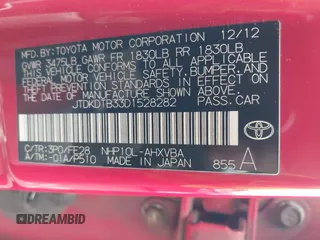 MFD. BY: TOYOTA MOTOR CORPORATION 12/12
GVWR 3475LB GAWR FR 1830LB RR 1830LB
THIS VEHICLE CONFORMS TO ALL APPLICABLE
FEDERAL MOTOR VEHICLE SAFETY, BUMPER, AND
THEFT PREVENTION STANDARDS IN EFFECT ON
THE DATE OF MANUFACTURE SHOWN ABOVE.
JTDKDTB33D1528282 PASS.CAR
C/TR:3P0/FE28 NHP10L-AHXVBA
A/TM:-01A/P510 MADE IN JAPAN 855 A
DREAMBID